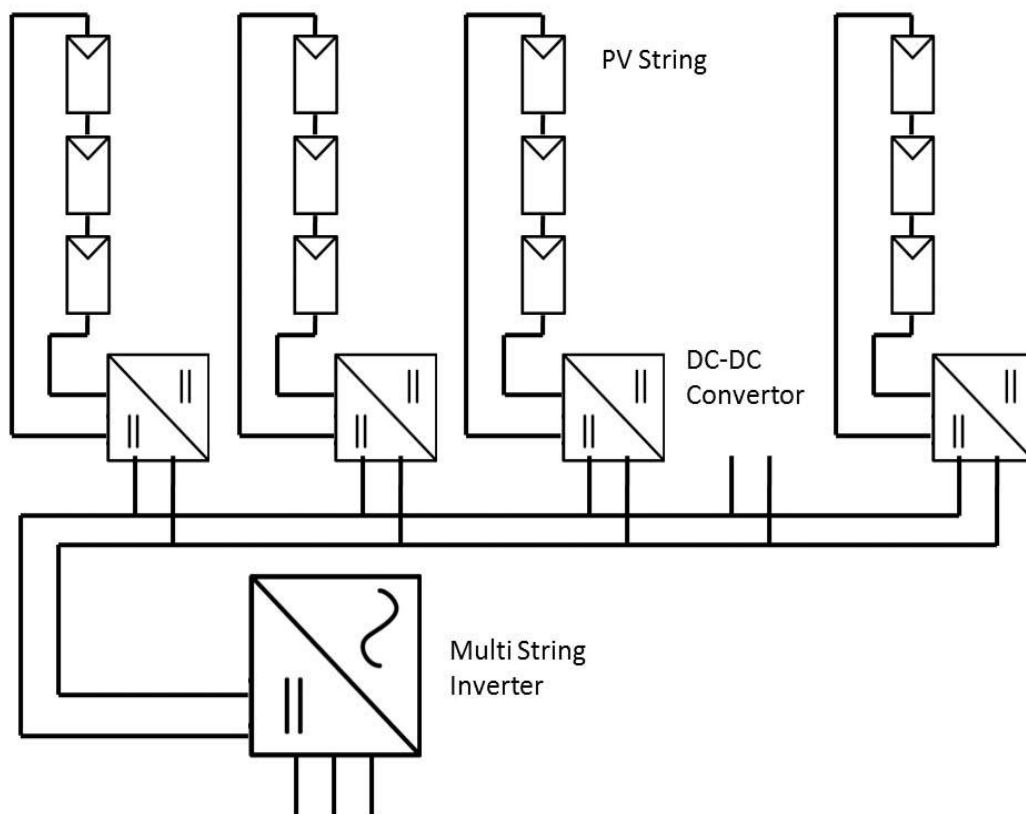 PV String
DC-DC
Convertor
Multi String
Inverter